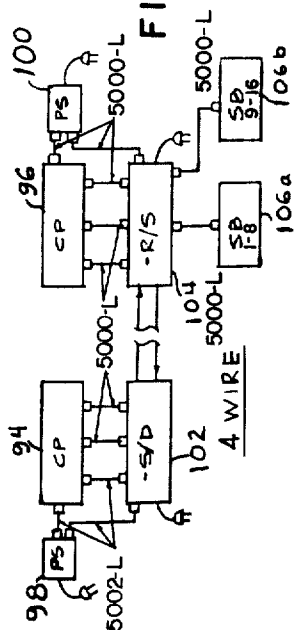 94
96
100
CP
CP
PS
98
PS
5000-L
5002-L
5000-L
-S/D
-R/S
102
104
5000-L
5000-L
4 WIRE
SB
1-8
SB
9-16
106a
106b
FI